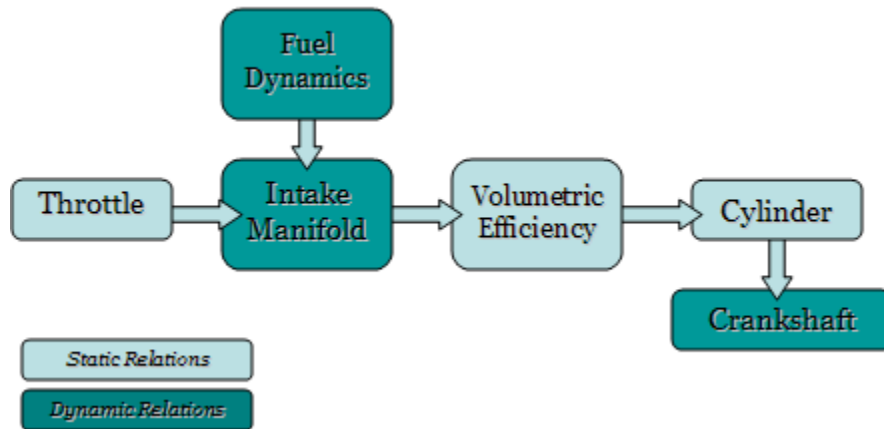 Fuel
Dynamics
Throttle
Intake
Manifold
Volumetric
Efficiency
Cylinder
Crankshaft
Static Relations
Dynamic Relations